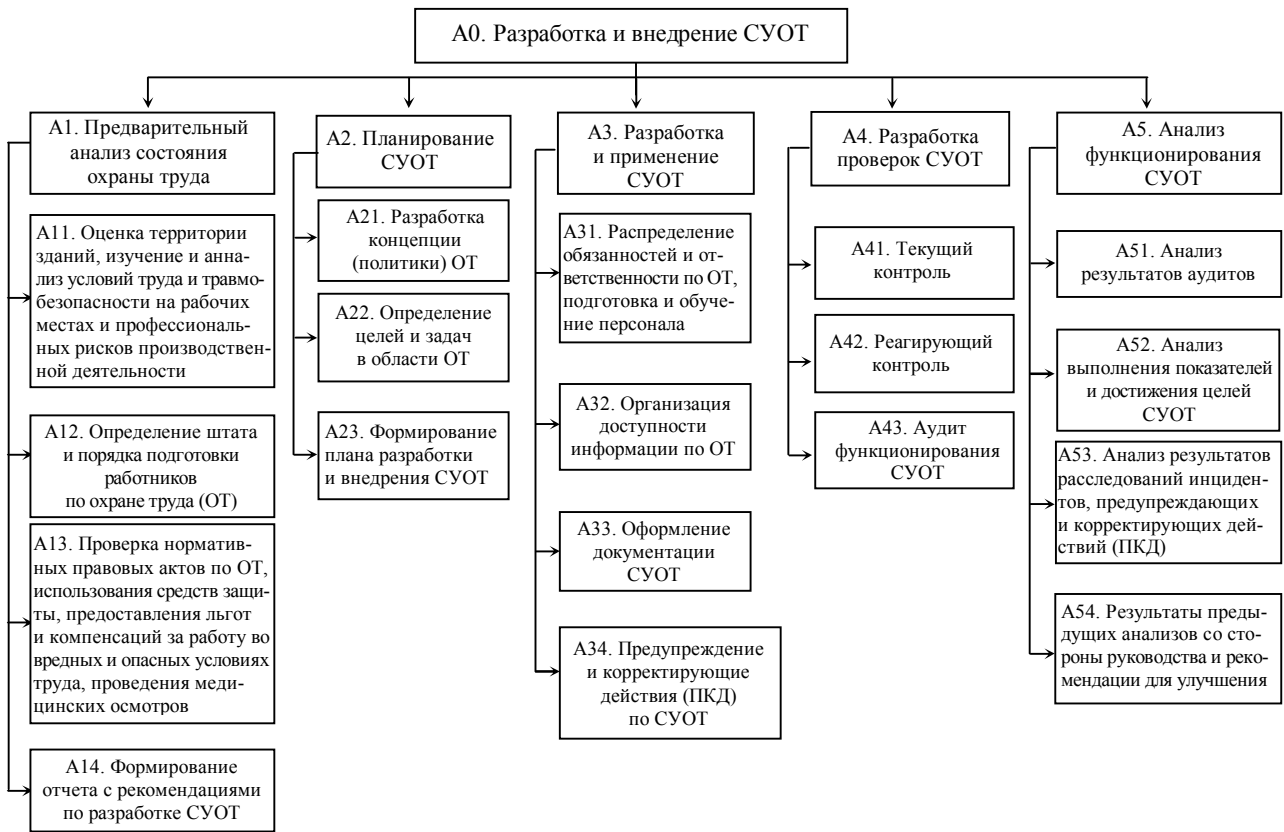 А0. Разработка и внедрение СУОТ
А1. Предварительный
анализ состояния
охраны труда
А11. Оценка территории
зданий, изучение и анна-
лиз условий труда и травмо-
безопасности на рабочих
местах и профессиональ-
ных рисков производствен-
ной деятельности
А12. Определение штата
и порядка подготовки
работников
по охране труда (ОТ)
А13. Проверка норматив-
ных правовых актов по ОТ,
использования средств защи-
ты, предоставления льгот
и компенсаций за работу во
вредных и опасных условиях
труда, проведения меди-
цинских осмотров
А14. Формирование
отчета с рекомендациями
по разработке СУОТ
А2. Планирование
СУОТ
А21. Разработка
концепции
(политики) ОТ
А22. Определение
целей и задач
в области ОТ
А23. Формирование
плана разработки
и внедрения СУОТ
А3. Разработка
и применение
СУОТ
А31. Распределение
обязанностей и от-
ветственности по ОТ,
подготовка и обуче-
ние персонала
А32. Организация
доступности
информации по ОТ
А33. Оформление
документации
СУОТ
А34. Предупреждение
и корректирующие
действия (ПКД)
по СУОТ
А4. Разработка
проверок СУОТ
А41. Текущий
контроль
А42. Реагирующий
контроль
А43. Аудит
функционирования
СУОТ
А5. Анализ
функционирования
СУОТ
А51. Анализ
результатов аудитов
А52. Анализ
выполнения показателей
и достижения целей
СУОТ
А53. Анализ результатов
расследований инциден-
тов, предупреждающих
и корректирующих дей-
ствий (ПКД)
А54. Результаты преды-
дущих анализов со сто-
роны руководства и реко-
мендации для улучшения